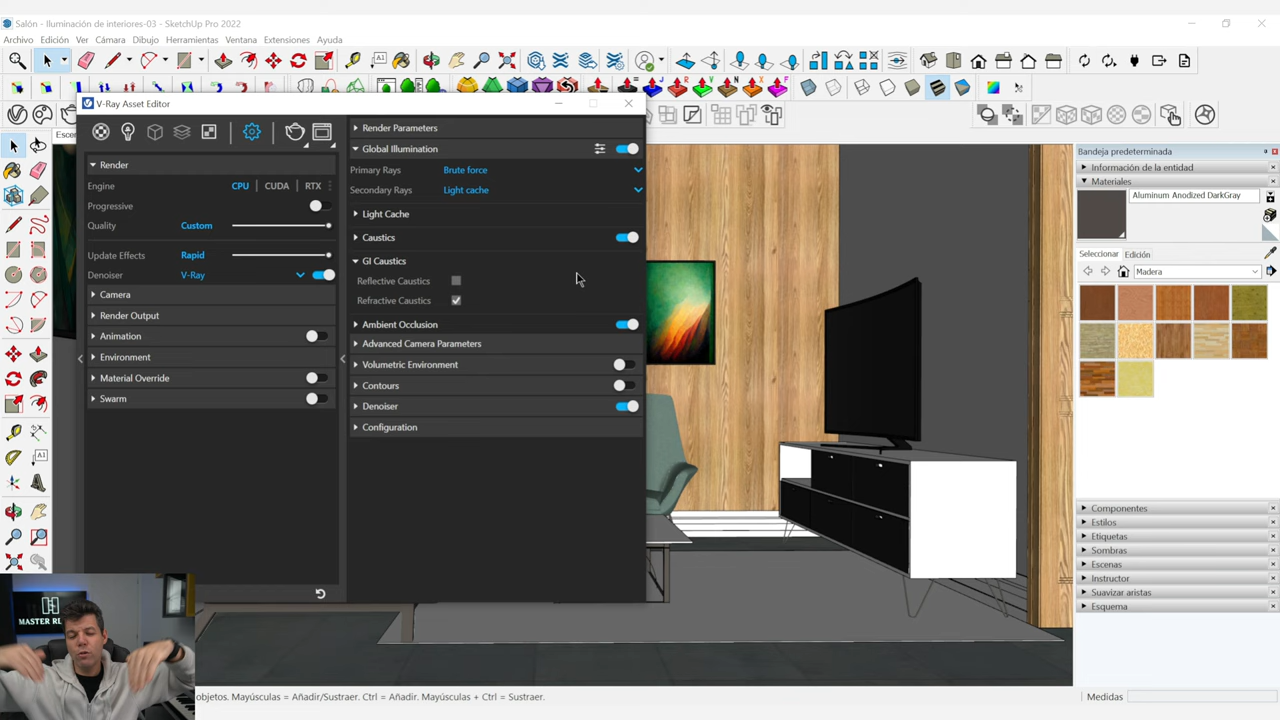 Salón - Iluminación de interiores-03 - SketchUp Pro 2022
Archivo Edición Ver Cámara Dibujo Herramientas Ventana Extensiones Ayuda
V-Ray Asset Editor
Escen
Render
Engine CPU CUDA RTX
Progressive
Quality Custom
Update Effects Rapid
Denoiser V-Ray
Camera
Render Output
Animation
Environment
Material Override
Swarm
Render Parameters
Global Illumination
Primary Rays Brute force
Secondary Rays Light cache
Light Cache
Caustics
GI Caustics
Reflective Caustics
Refractive Caustics
Ambient Occlusion
Advanced Camera Parameters
Volumetric Environment
Contours
Denoiser
Configuration
Bandeja predeterminada
Información de la entidad
Materiales
Aluminum Anodized DarkGray
Seleccionar Edición
Madera
Componentes
Estilos
Etiquetas
Sombras
Escenas
Instructor
Suavizar aristas
Esquema
MASTER RE
objetos. Mayúsculas = Añadir/Sustraer. Ctrl = Añadir. Mayúsculas + Ctrl = Sustraer.
Medidas